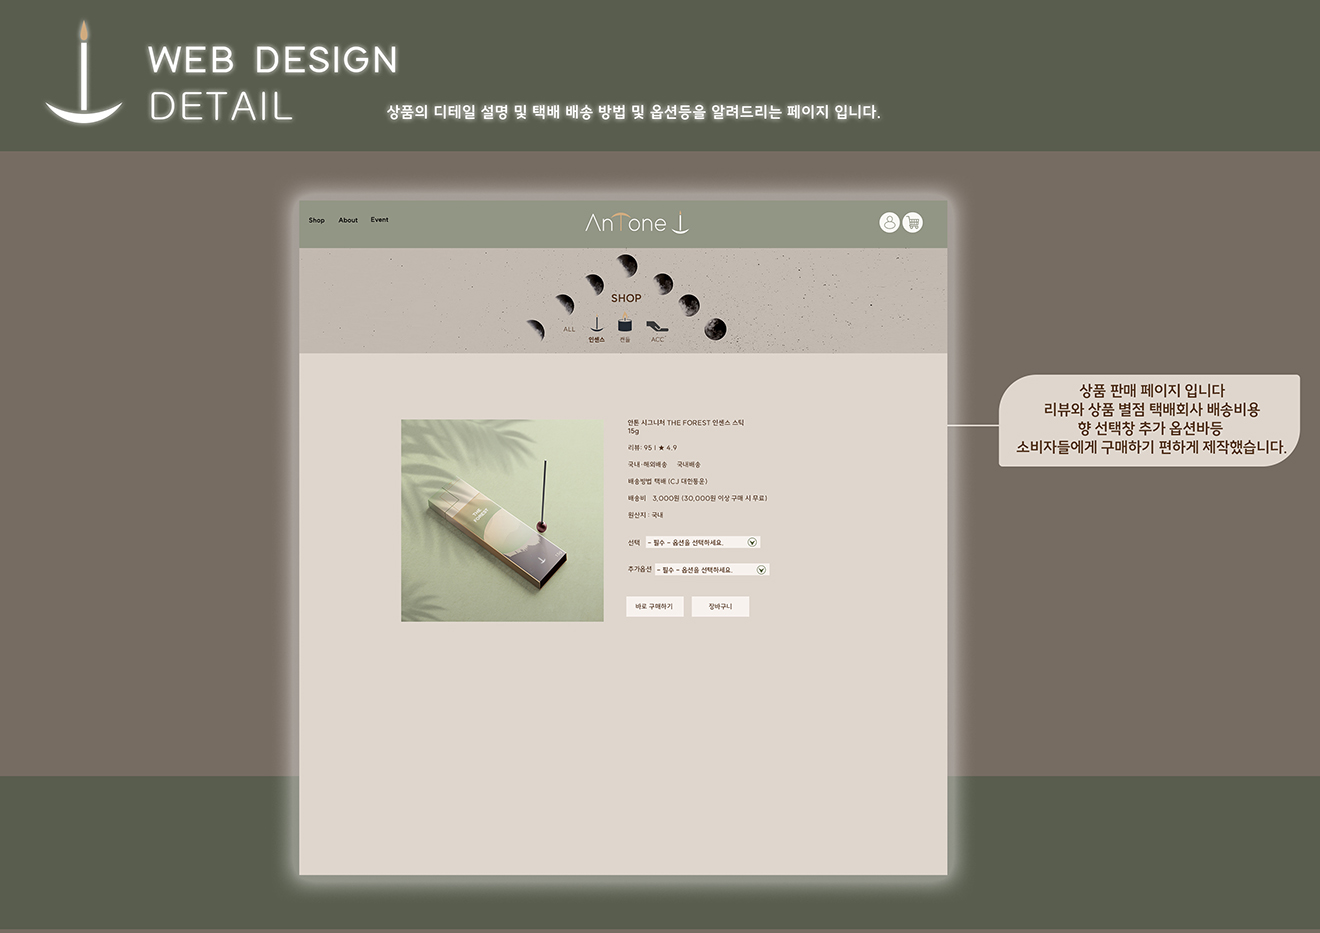 WEB DESIGN
DETAIL
상품의 디테일 설명 및 택배 배송 방법 및 옵션등을 알려드리는 페이지 입니다.
Shop About Event
AnTone
SHOP
ALL 인센스 캔들 ACC
안톤 시그니처 THE FOREST 인센스 스틱
15g
리뷰: 95 | ★ 4.9
국내·해외배송 국내배송
배송방법 택배 (CJ 대한통운)
배송비 3,000원 (30,000원 이상 구매 시 무료)
원산지 : 국내
선택 - 필수 - 옵션을 선택하세요.
추가옵션 - 필수 - 옵션을 선택하세요.
바로 구매하기 장바구니
THE
FOREST
상품 판매 페이지 입니다
리뷰와 상품 별점 택배회사 배송비용
향 선택창 추가 옵션바등
소비자들에게 구매하기 편하게 제작했습니다.